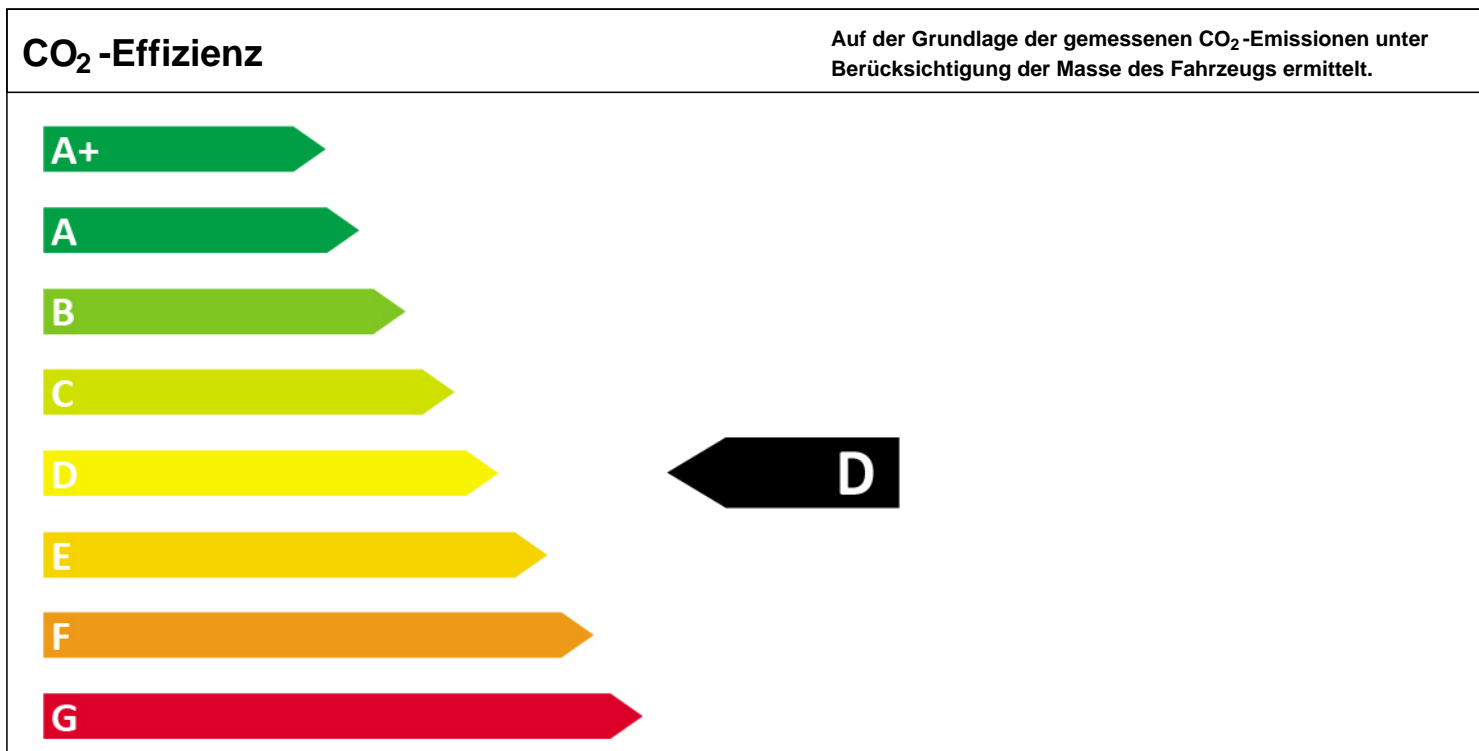 CO₂-Effizienz
Auf der Grundlage der gemessenen CO₂-Emissionen unter
Berücksichtigung der Masse des Fahrzeugs ermittelt.
A+
A
B
C
D
D
E
F
G